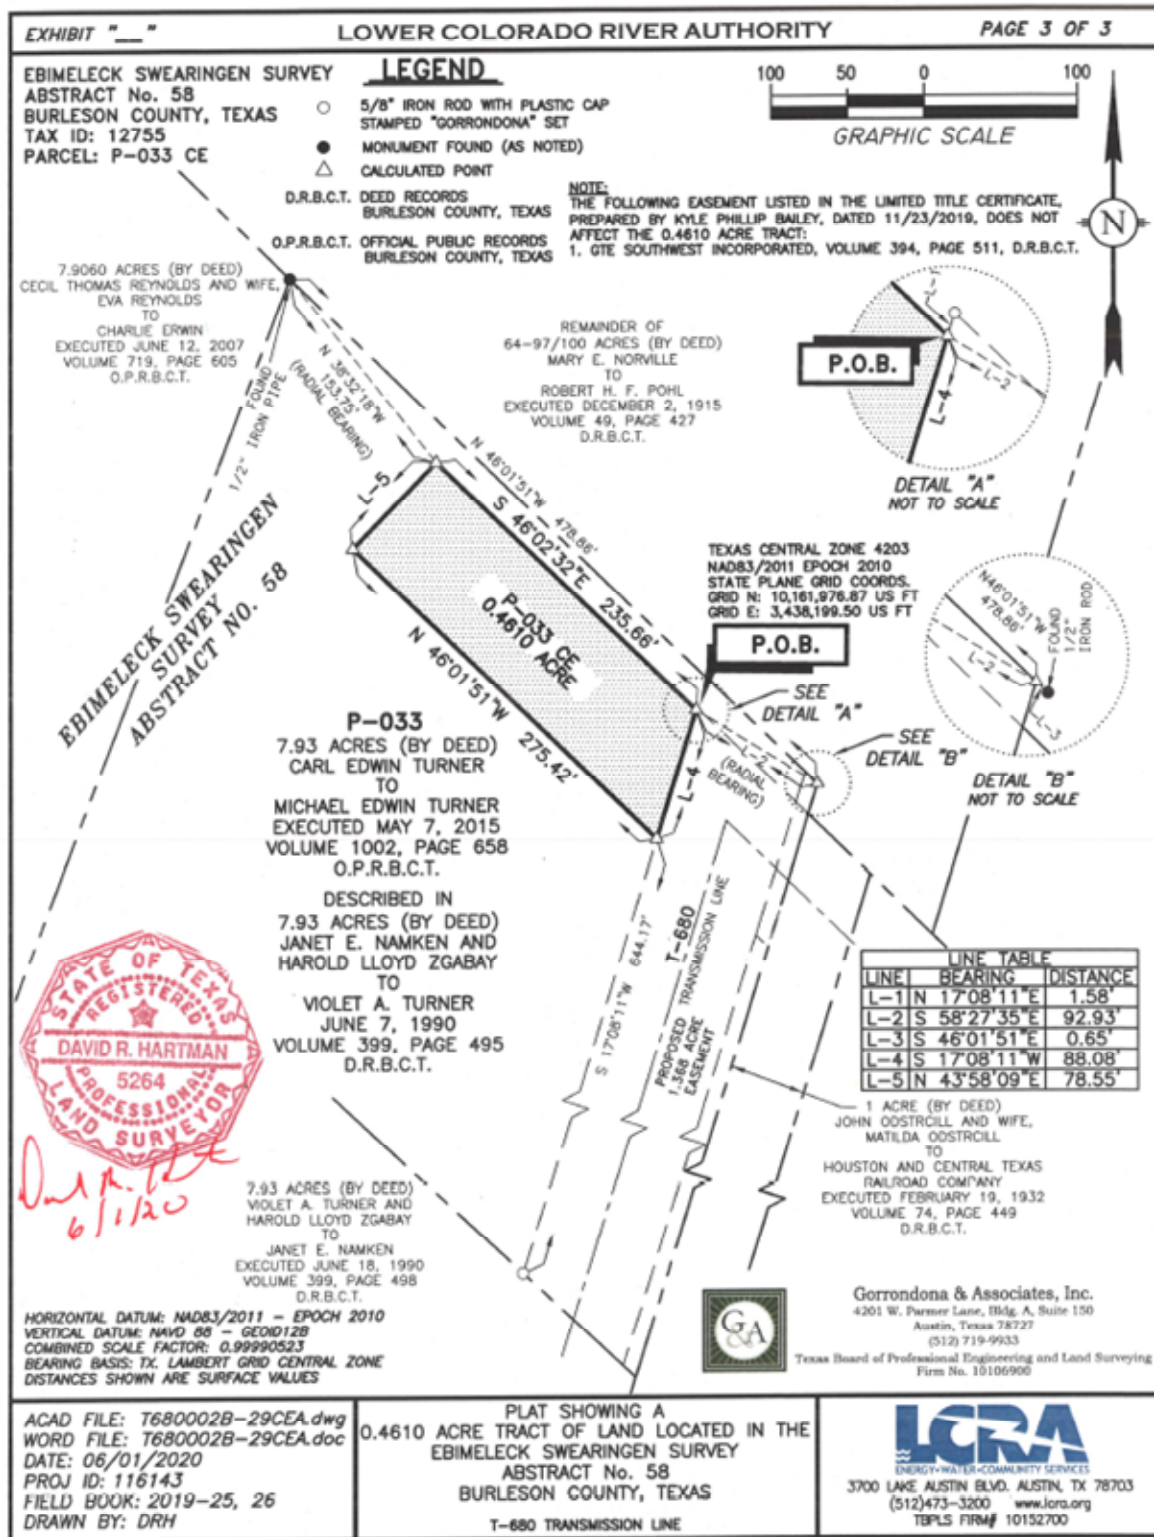 EXHIBIT "__"
LOWER COLORADO RIVER AUTHORITY
PAGE 3 OF 3
EBIMELECK SWEARINGEN SURVEY
ABSTRACT No. 58
BURLESON COUNTY, TEXAS
TAX ID: 12755
PARCEL: P-033 CE
LEGEND
5/8" IRON ROD WITH PLASTIC CAP
STAMPED "GORRONDONA" SET
MONUMENT FOUND (AS NOTED)
CALCULATED POINT
D.R.B.C.T. DEED RECORDS
BURLESON COUNTY, TEXAS
O.P.R.B.C.T. OFFICIAL PUBLIC RECORDS
BURLESON COUNTY, TEXAS
100 50 0 100
GRAPHIC SCALE
N
NOTE:
THE FOLLOWING EASEMENT LISTED IN THE LIMITED TITLE CERTIFICATE,
PREPARED BY KYLE PHILLIP BAILEY, DATED 11/23/2019, DOES NOT
AFFECT THE 0.4610 ACRE TRACT:
1. GTE SOUTHWEST INCORPORATED, VOLUME 394, PAGE 511, D.R.B.C.T.
7.9060 ACRES (BY DEED)
CECIL THOMAS REYNOLDS AND WIFE,
EVA REYNOLDS
TO
CHARLIE ERWIN
EXECUTED JUNE 12, 2007
VOLUME 719, PAGE 605
O.P.R.B.C.T.
FOUND
1/2" IRON PIPE
N 38°32'18"W
153.75'
(RADIAL BEARING)
REMAINDER OF
64-97/100 ACRES (BY DEED)
MARY E. NORVILLE
TO
ROBERT H. F. POHL
EXECUTED DECEMBER 2, 1915
VOLUME 49, PAGE 427
D.R.B.C.T.
L-1
P.O.B.
L-2
L-4
DETAIL "A"
NOT TO SCALE
L-5
N 46°01'51"W 478.86'
S 46°02'32"E 235.66'
P-033 CE
0.4610 ACRE
N 46°01'51"W 275.42'
EBIMELECK SWEARINGEN
SURVEY
ABSTRACT NO. 58
TEXAS CENTRAL ZONE 4203
NAD83/2011 EPOCH 2010
STATE PLANE GRID COORDS.
GRID N: 10,161,976.87 US FT
GRID E: 3,438,199.50 US FT
P.O.B.
SEE
DETAIL "A"
SEE
DETAIL "B"
L-2
(RADIAL
BEARING)
L-4
N46°01'51"W
478.86'
FOUND
1/2"
IRON ROD
L-2
L-3
DETAIL "B"
NOT TO SCALE
P-033
7.93 ACRES (BY DEED)
CARL EDWIN TURNER
TO
MICHAEL EDWIN TURNER
EXECUTED MAY 7, 2015
VOLUME 1002, PAGE 658
O.P.R.B.C.T.
DESCRIBED IN
7.93 ACRES (BY DEED)
JANET E. NAMKEN AND
HAROLD LLOYD ZGABAY
TO
VIOLET A. TURNER
JUNE 7, 1990
VOLUME 399, PAGE 495
D.R.B.C.T.
S 17°08'11"W 644.17'
T-680
PROPOSED TRANSMISSION LINE
1.368 ACRE
EASEMENT
LINE TABLE
LINE BEARING DISTANCE
L-1 N 17°08'11"E 1.58'
L-2 S 58°27'35"E 92.93'
L-3 S 46°01'51"E 0.65'
L-4 S 17°08'11"W 88.08'
L-5 N 43°58'09"E 78.55'
1 ACRE (BY DEED)
JOHN ODSTRCILL AND WIFE,
MATILDA ODSTRCILL
TO
HOUSTON AND CENTRAL TEXAS
RAILROAD COMPANY
EXECUTED FEBRUARY 19, 1932
VOLUME 74, PAGE 449
D.R.B.C.T.
STATE OF TEXAS
REGISTERED
DAVID R. HARTMAN
5264
PROFESSIONAL
LAND SURVEYOR
6/1/20
7.93 ACRES (BY DEED)
VIOLET A. TURNER AND
HAROLD LLOYD ZGABAY
TO
JANET E. NAMKEN
EXECUTED JUNE 18, 1990
VOLUME 399, PAGE 498
D.R.B.C.T.
HORIZONTAL DATUM: NAD83/2011 - EPOCH 2010
VERTICAL DATUM: NAVD 88 - GEOID12B
COMBINED SCALE FACTOR: 0.99990523
BEARING BASIS: TX. LAMBERT GRID CENTRAL ZONE
DISTANCES SHOWN ARE SURFACE VALUES
G&A
Gorrondona & Associates, Inc.
4201 W. Parmer Lane, Bldg. A, Suite 150
Austin, Texas 78727
(512) 719-9933
Texas Board of Professional Engineering and Land Surveying
Firm No. 10106900
ACAD FILE: T680002B-29CEA.dwg
WORD FILE: T680002B-29CEA.doc
DATE: 06/01/2020
PROJ ID: 116143
FIELD BOOK: 2019-25, 26
DRAWN BY: DRH
PLAT SHOWING A
0.4610 ACRE TRACT OF LAND LOCATED IN THE
EBIMELECK SWEARINGEN SURVEY
ABSTRACT No. 58
BURLESON COUNTY, TEXAS
T-680 TRANSMISSION LINE
LCRA
ENERGY•WATER•COMMUNITY SERVICES
3700 LAKE AUSTIN BLVD. AUSTIN, TX 78703
(512)473-3200 www.lcra.org
TBPLS FIRM# 10152700